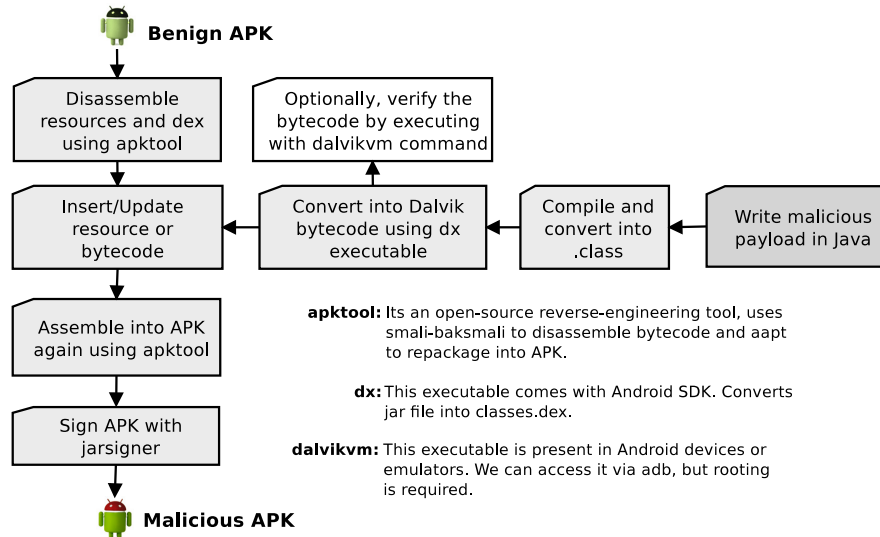 Benign APK
Disassemble
resources and dex
using apktool
Optionally, verify the
bytecode by executing
with dalvikvm command
Insert/Update
resource or
bytecode
Convert into Dalvik
bytecode using dx
executable
Compile and
convert into
.class
Write malicious
payload in Java
Assemble into APK
again using apktool
Sign APK with
jarsigner
Malicious APK
apktool: Its an open-source reverse-engineering tool, uses
smali-baksmali to disassemble bytecode and aapt
to repackage into APK.
dx: This executable comes with Android SDK. Converts
jar file into classes.dex.
dalvikvm: This executable is present in Android devices or
emulators. We can access it via adb, but rooting
is required.